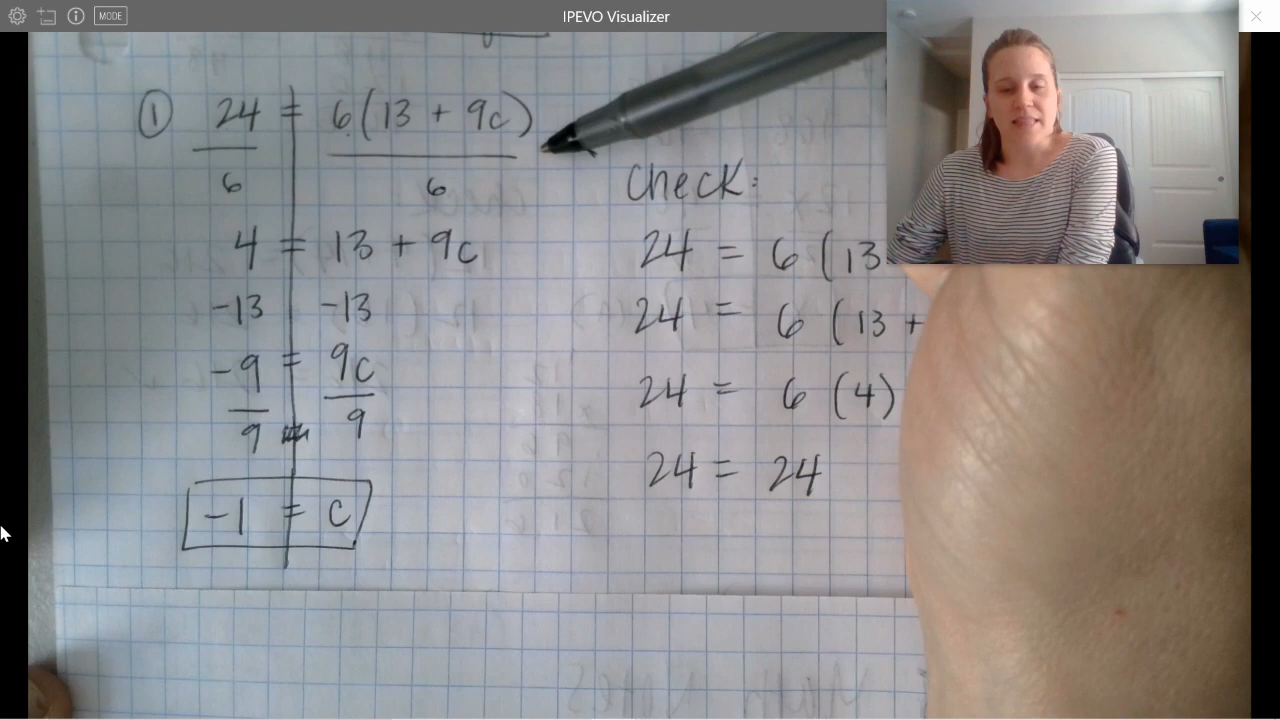 MODE
IPEVO Visualizer
① 24 = 6(13 + 9c)
6 6
4 = 13 + 9c
-13 -13
-9 = 9c
9 9
-1 = c
Check:
24 = 6 (13
24 = 6 (13 +
24 = 6 (4)
24 = 24